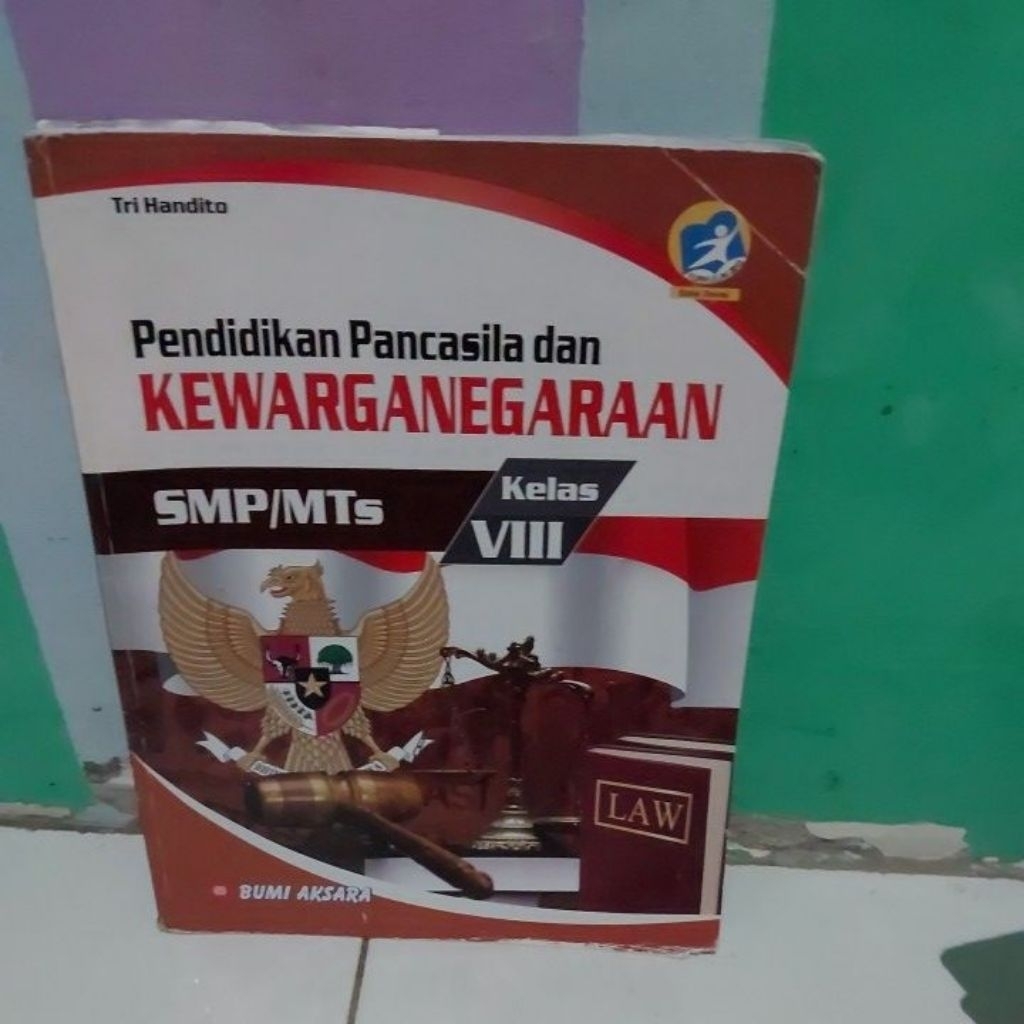 Tri Handito
Pendidikan Pancasila dan
KEWARGANEGARAAN
SMP/MTs
Kelas
VIII
LAW
BUMI AKSARA